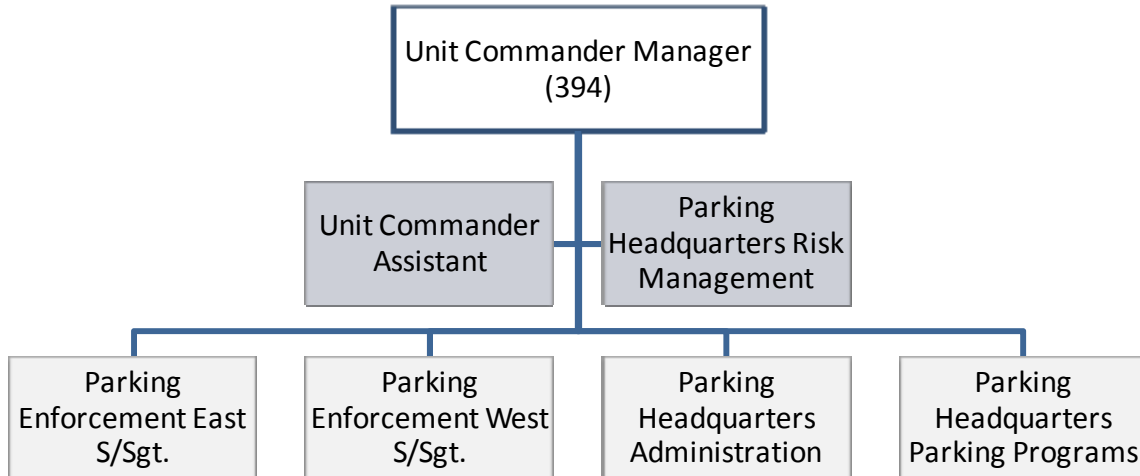 Unit Commander Manager
(394)
Unit Commander
Assistant
Parking
Headquarters Risk
Management
Parking
Enforcement East
S/Sgt.
Parking
Enforcement West
S/Sgt.
Parking
Headquarters
Administration
Parking
Headquarters
Parking Programs